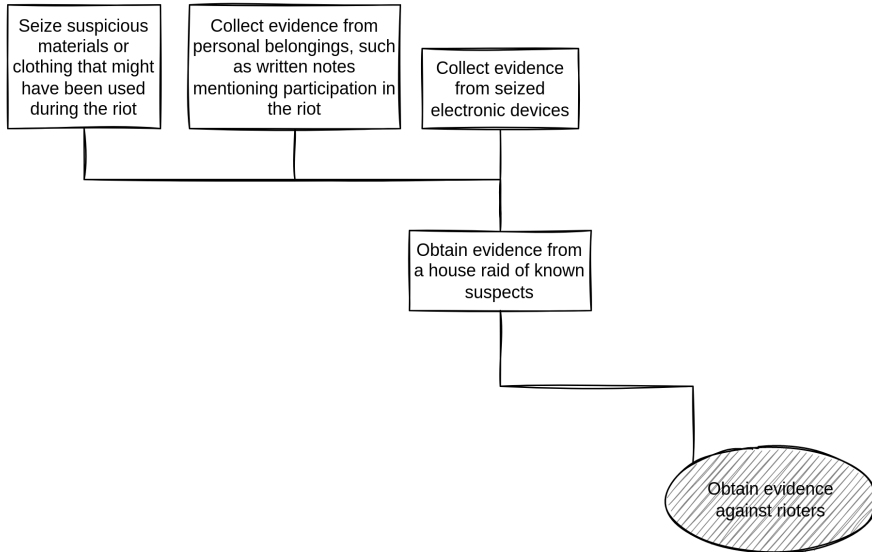 Seize suspicious
materials or
clothing that might
have been used
during the riot
Collect evidence from
personal belongings, such
as written notes
mentioning participation in
the riot
Collect evidence
from seized
electronic devices
Obtain evidence from
a house raid of known
suspects
Obtain evidence
against rioters